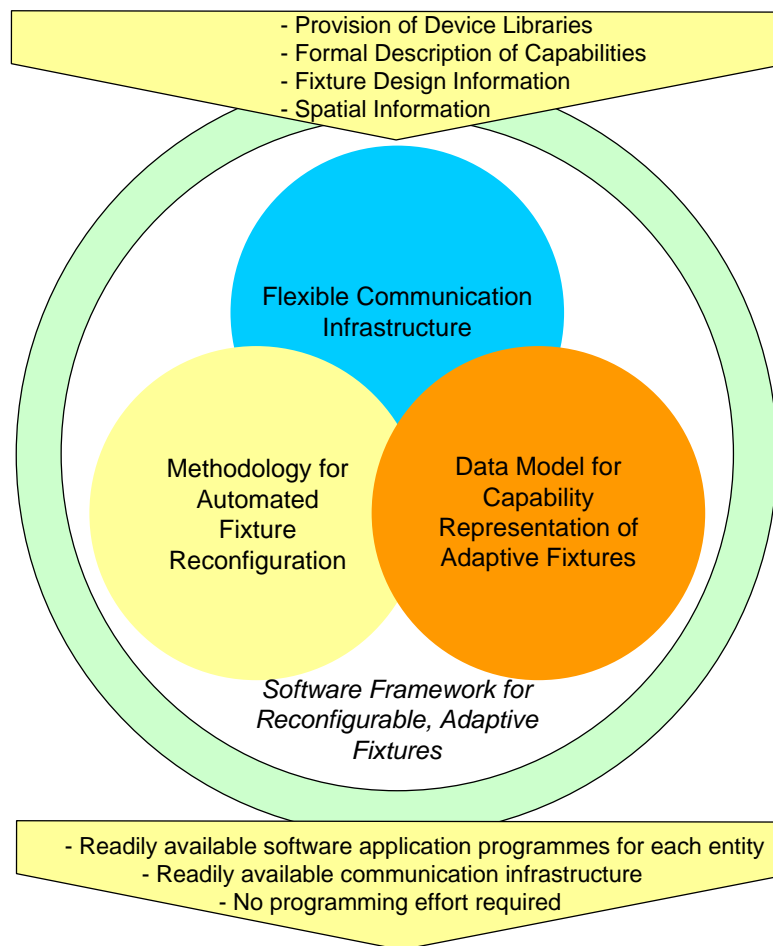 - Provision of Device Libraries
- Formal Description of Capabilities
- Fixture Design Information
- Spatial Information
Flexible Communication
Infrastructure
Methodology for
Automated
Fixture
Reconfiguration
Data Model for
Capability
Representation of
Adaptive Fixtures
Software Framework for
Reconfigurable, Adaptive
Fixtures
- Readily available software application programmes for each entity
- Readily available communication infrastructure
- No programming effort required